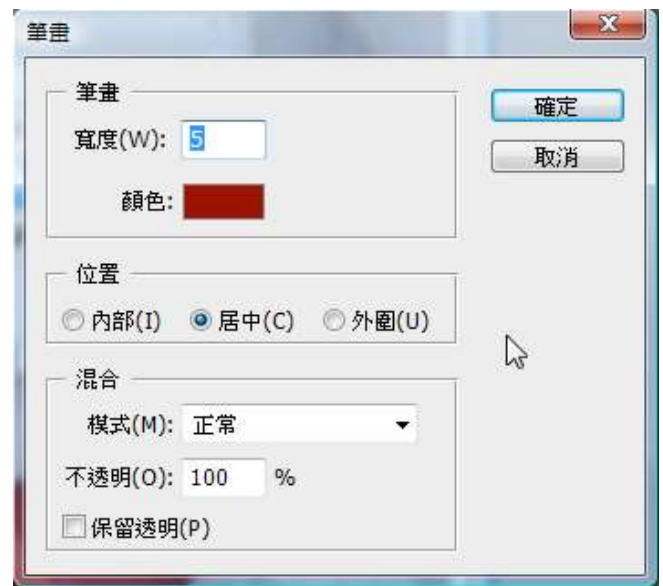 筆畫
筆畫
寬度(W): 5
顏色:
確定
取消
位置
內部(I) 居中(C) 外圍(U)
混合
模式(M): 正常
不透明(O): 100 %
保留透明(P)